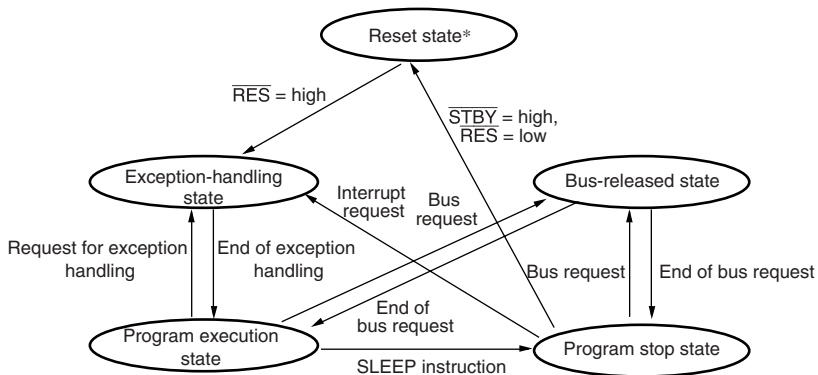 Reset state*
RES = high
STBY = high,
RES = low
Exception-handling
state
Bus-released state
Interrupt
request
Bus
request
Request for exception
handling
End of exception
handling
Bus request
End of bus request
End of
bus request
Program execution
state
Program stop state
SLEEP instruction